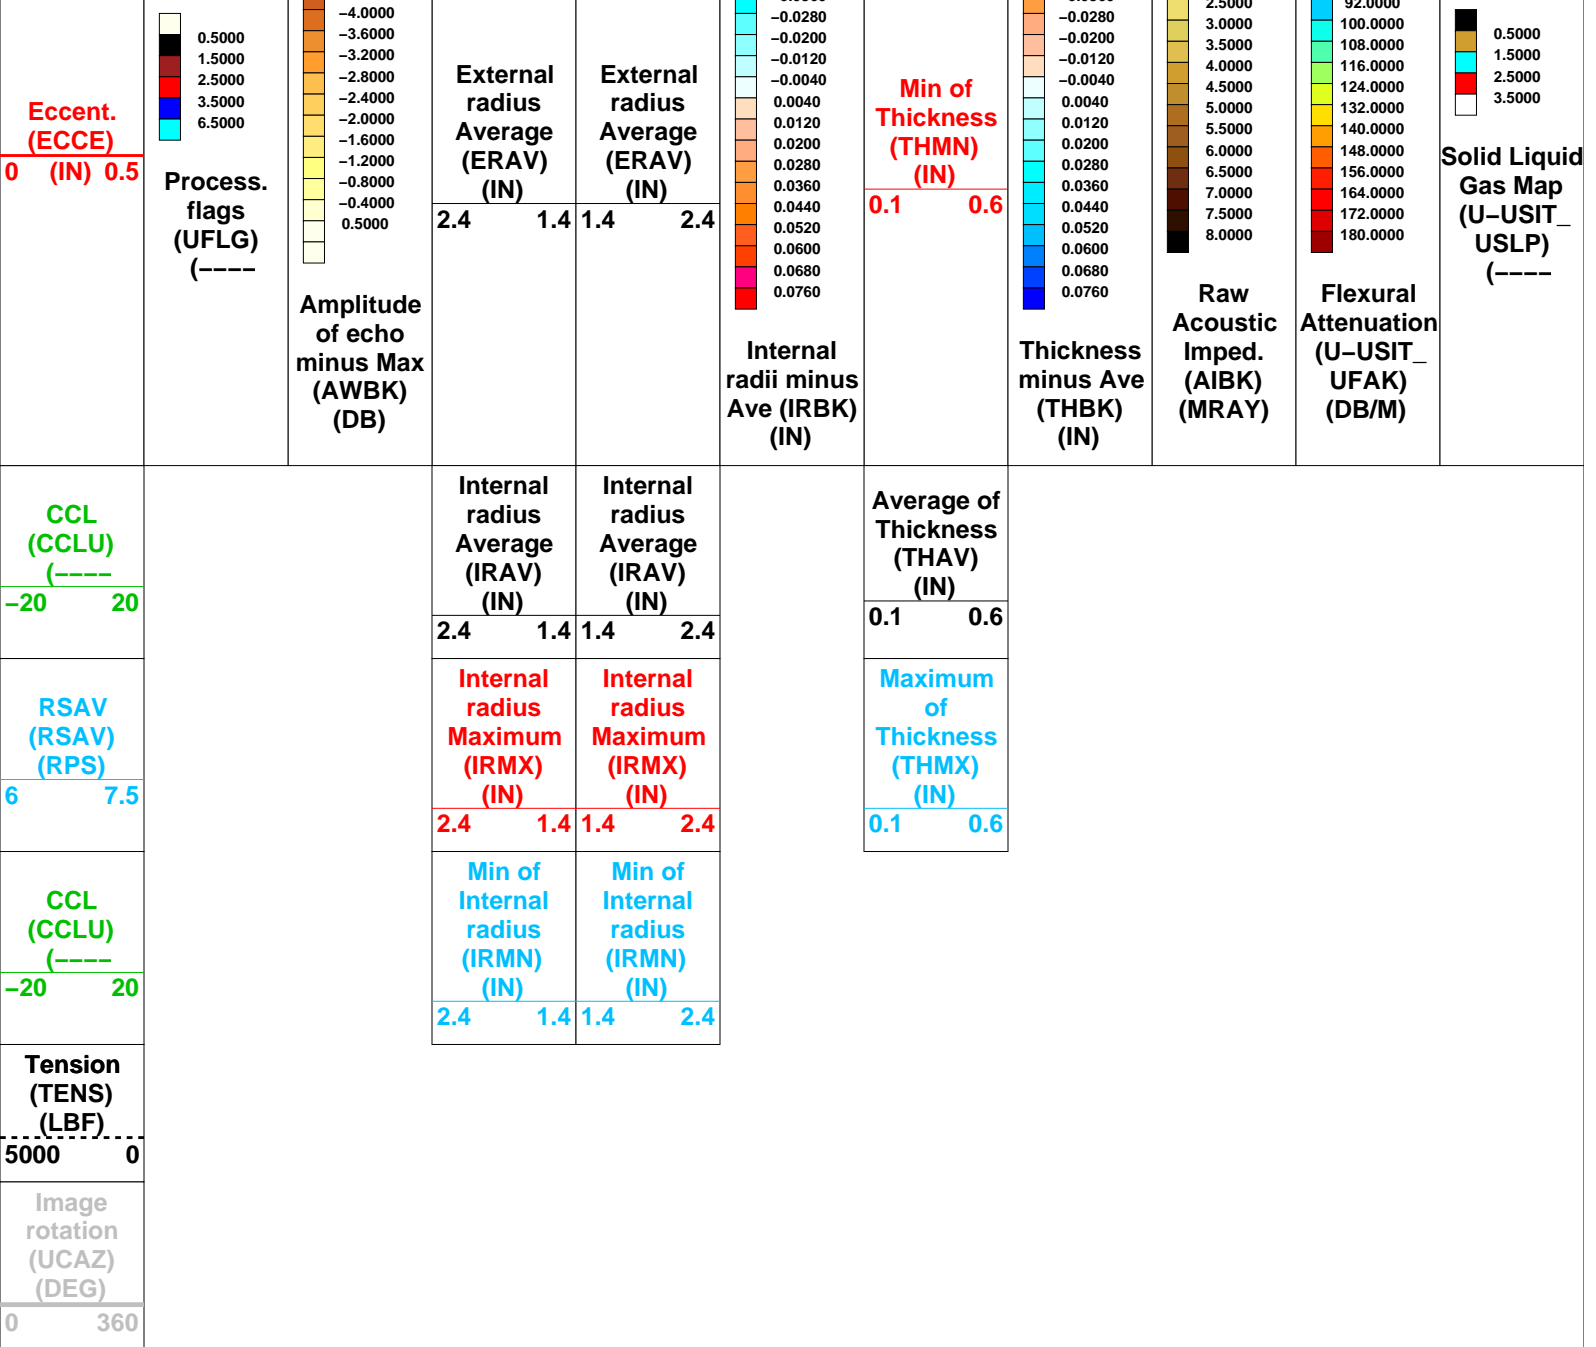 Eccent.
(ECCE)
0 (IN) 0.5
0.5000
1.5000
2.5000
3.5000
6.5000
Process.
flags
(UFLG)
(––––
–4.0000
–3.6000
–3.2000
–2.8000
–2.4000
–2.0000
–1.6000
–1.2000
–0.8000
–0.4000
0.5000
Amplitude
of echo
minus Max
(AWBK)
(DB)
External
radius
Average
(ERAV)
(IN)
2.4 1.4
External
radius
Average
(ERAV)
(IN)
1.4 2.4
–0.0280
–0.0200
–0.0120
–0.0040
0.0040
0.0120
0.0200
0.0280
0.0360
0.0440
0.0520
0.0600
0.0680
0.0760
Internal
radii minus
Ave (IRBK)
(IN)
Min of
Thickness
(THMN)
(IN)
0.1 0.6
–0.0280
–0.0200
–0.0120
–0.0040
0.0040
0.0120
0.0200
0.0280
0.0360
0.0440
0.0520
0.0600
0.0680
0.0760
Thickness
minus Ave
(THBK)
(IN)
2.5000
3.0000
3.5000
4.0000
4.5000
5.0000
5.5000
6.0000
6.5000
7.0000
7.5000
8.0000
Raw
Acoustic
Imped.
(AIBK)
(MRAY)
92.0000
100.0000
108.0000
116.0000
124.0000
132.0000
140.0000
148.0000
156.0000
164.0000
172.0000
180.0000
Flexural
Attenuation
(U–USIT_
UFAK)
(DB/M)
0.5000
1.5000
2.5000
3.5000
Solid Liquid
Gas Map
(U–USIT_
USLP)
(––––
CCL
(CCLU)
(––––
–20 20
Internal
radius
Average
(IRAV)
(IN)
2.4 1.4
Internal
radius
Average
(IRAV)
(IN)
1.4 2.4
Average of
Thickness
(THAV)
(IN)
0.1 0.6
RSAV
(RSAV)
(RPS)
6 7.5
Internal
radius
Maximum
(IRMX)
(IN)
2.4 1.4
Internal
radius
Maximum
(IRMX)
(IN)
1.4 2.4
Maximum
of
Thickness
(THMX)
(IN)
0.1 0.6
CCL
(CCLU)
(––––
–20 20
Min of
Internal
radius
(IRMN)
(IN)
2.4 1.4
Min of
Internal
radius
(IRMN)
(IN)
1.4 2.4
Tension
(TENS)
(LBF)
5000 0
Image
rotation
(UCAZ)
(DEG)
0 360